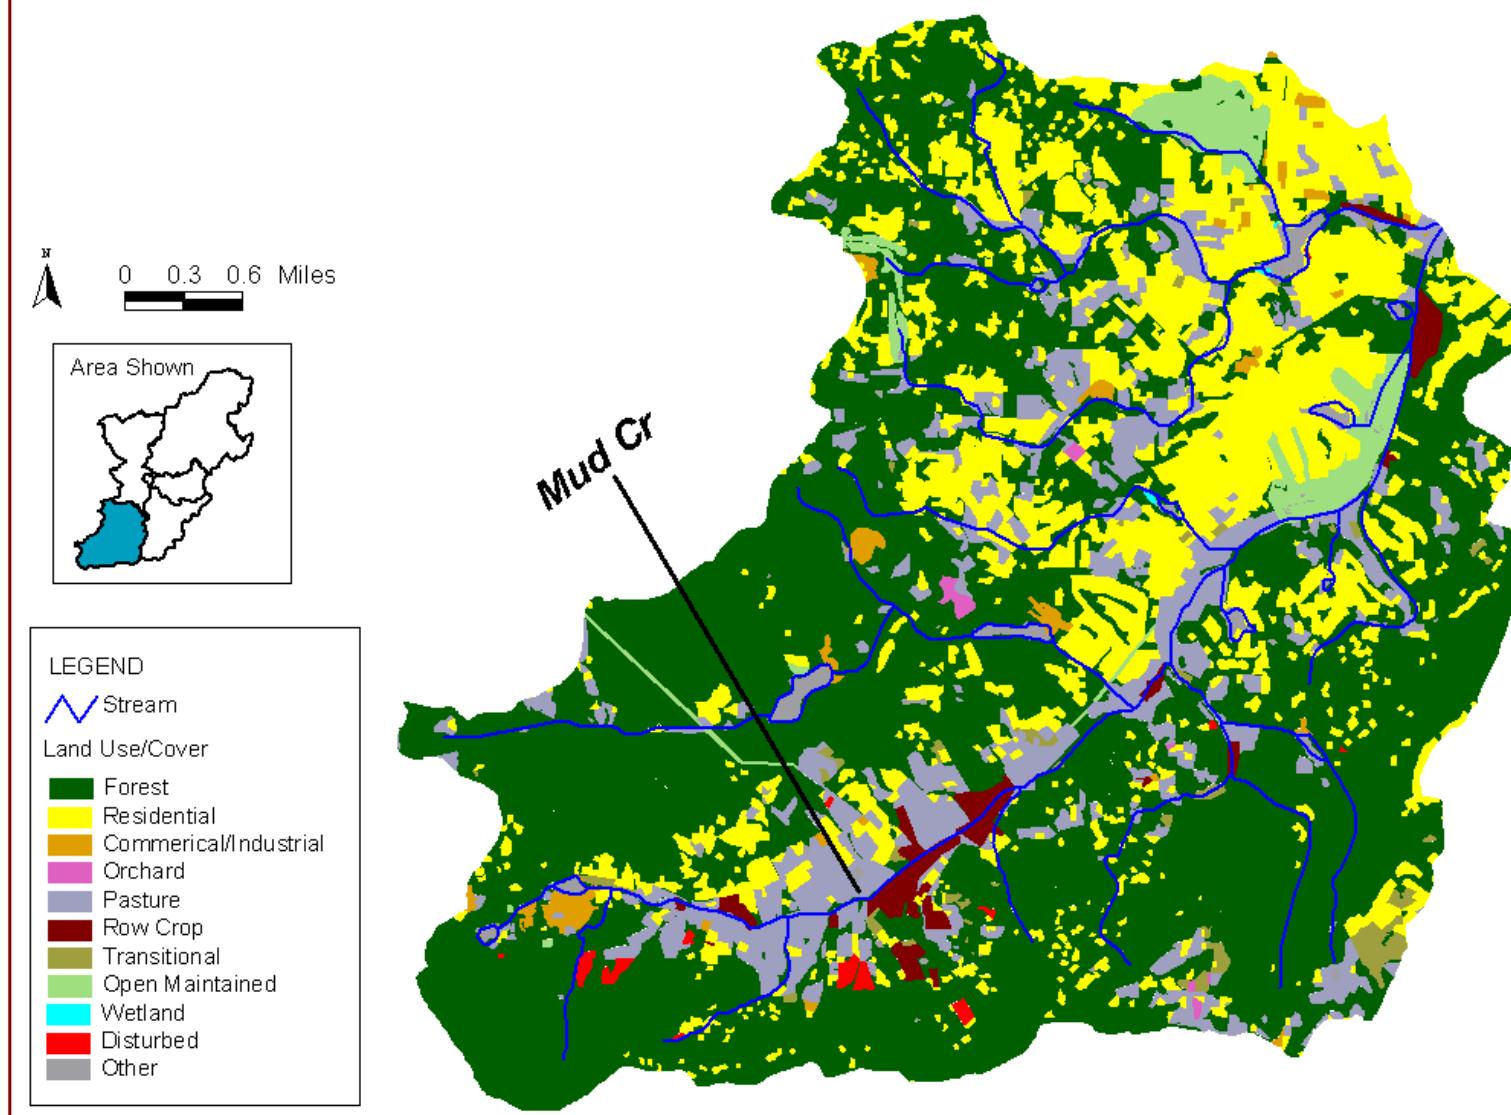 N
0 0.3 0.6 Miles
Area Shown
Mud Cr
LEGEND
Stream
Land Use/Cover
Forest
Residential
Commerical/Industrial
Orchard
Pasture
Row Crop
Transitional
Open Maintained
Wetland
Disturbed
Other